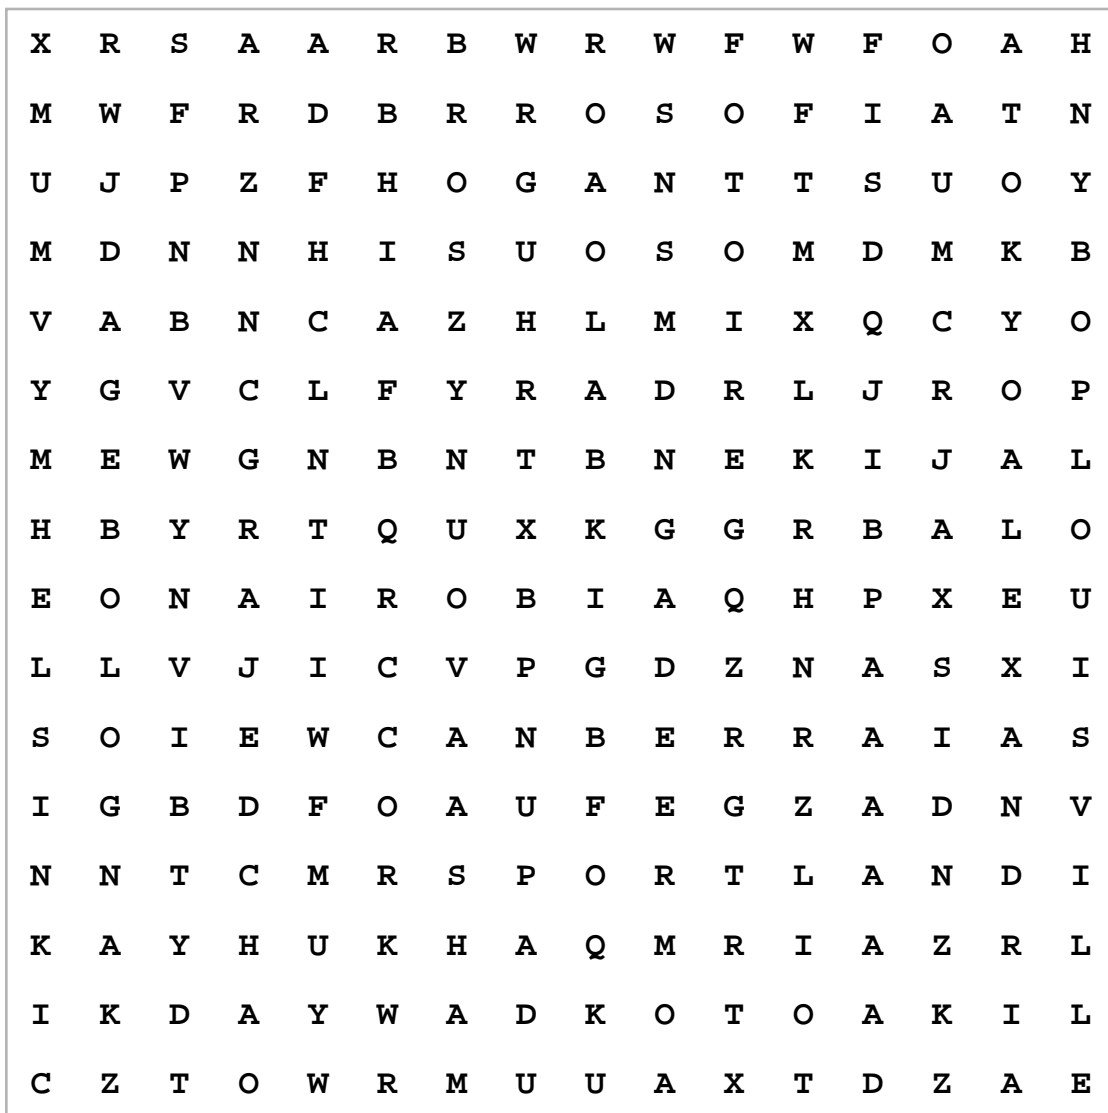 X R S A A R B W R W F W F O A H
M W F R D B R R O S O F I A T N
U J P Z F H O G A N T T S U O Y
M D N N H I S U O S O M D M K B
V A B N C A Z H L M I X Q C Y O
Y G V C L F Y R A D R L J R O P
M E W G N B N T B N E K I J A L
H B Y R T Q U X K G G R B A L O
E O N A I R O B I A Q H P X E U
L L V J I C V P G D Z N A S X I
S O I E W C A N B E R R A I A S
I G B D F O A U F E G Z A D N V
N N T C M R S P O R T L A N D I
K A Y H U K H A Q M R I A Z R L
I K D A Y W A D K O T O A K I L
C Z T O W R M U U A X T D Z A E